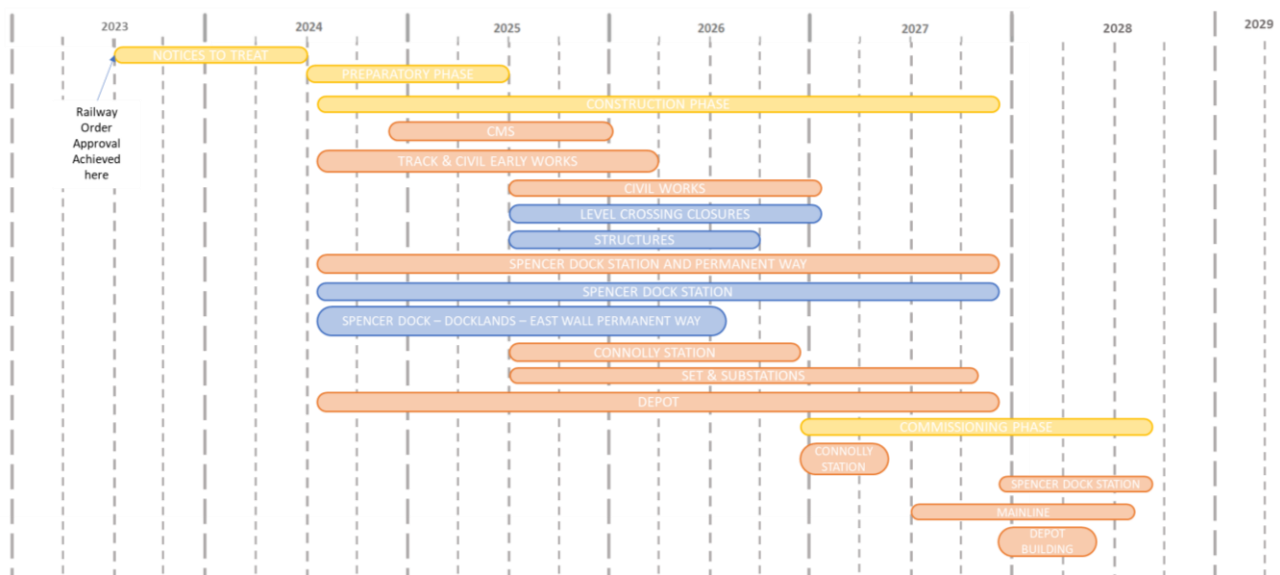 2023 2024 2025 2026 2027 2028 2029
NOTICES TO TREAT
PREPARATORY PHASE
Railway
Order
Approval
Achieved
here
CONSTRUCTION PHASE
CMS
TRACK & CIVIL EARLY WORKS
CIVIL WORKS
LEVEL CROSSING CLOSURES
STRUCTURES
SPENCER DOCK STATION AND PERMANENT WAY
SPENCER DOCK STATION
SPENCER DOCK – DOCKLANDS – EAST WALL PERMANENT WAY
CONNOLLY STATION
SET & SUBSTATIONS
DEPOT
COMMISSIONING PHASE
CONNOLLY
STATION
SPENCER DOCK STATION
MAINLINE
DEPOT
BUILDING